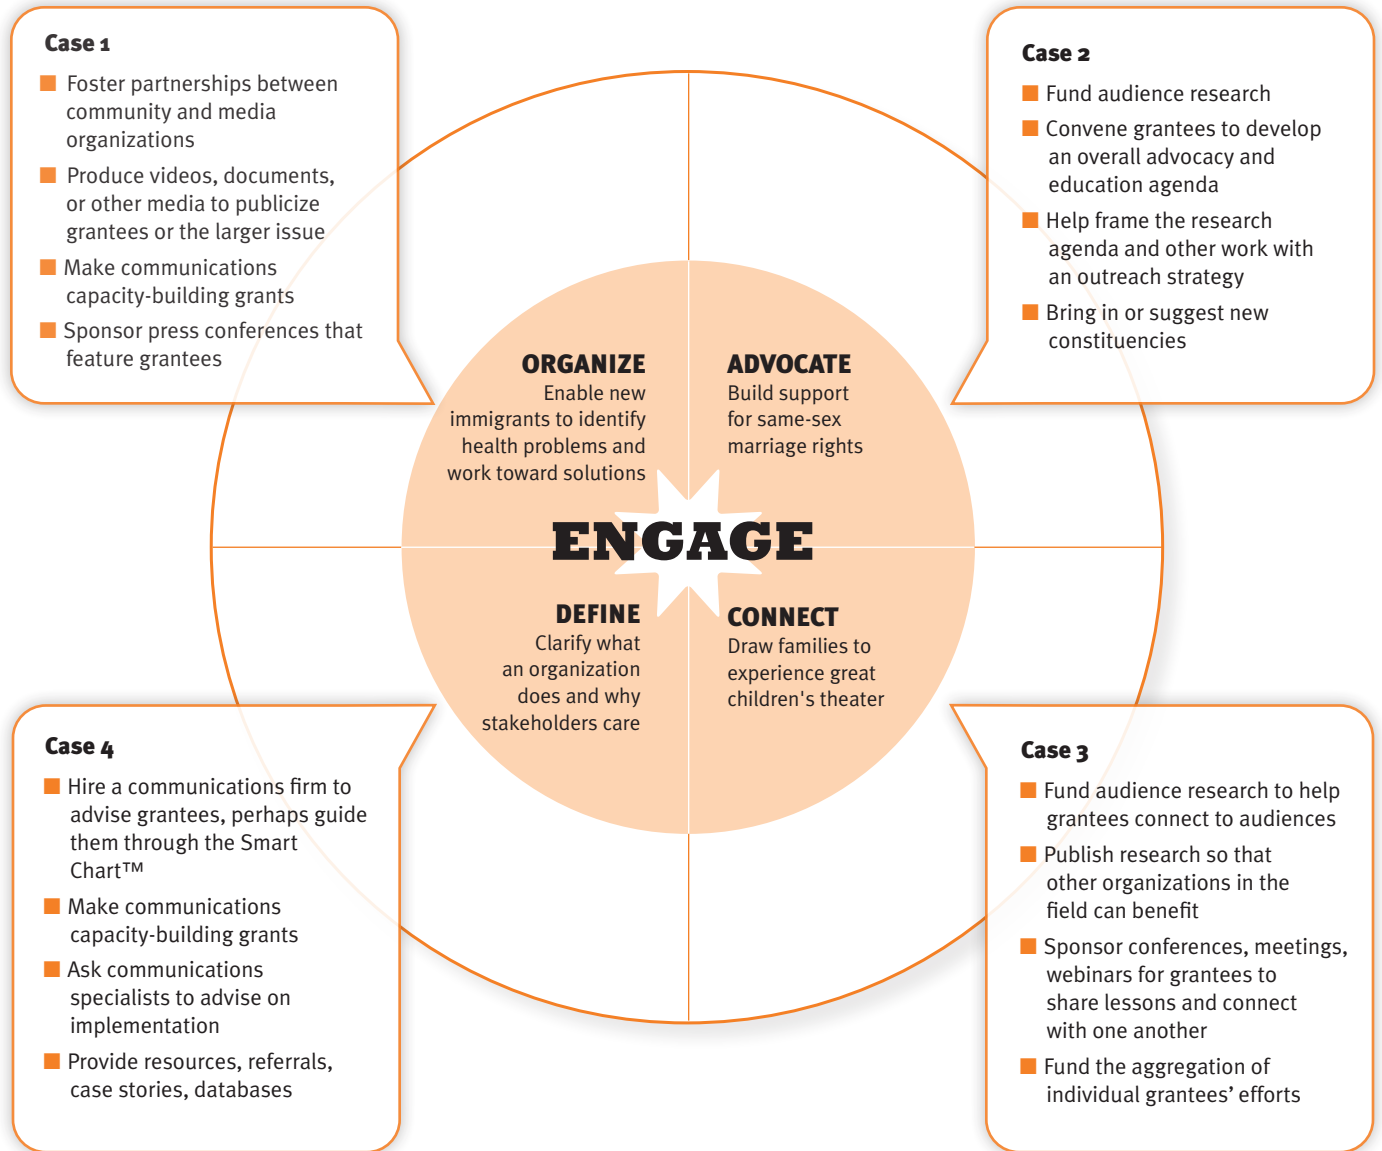 Case 1
Foster partnerships between
community and media
organizations
Produce videos, documents,
or other media to publicize
grantees or the larger issue
Make communications
capacity-building grants
Sponsor press conferences that
feature grantees
Case 2
Fund audience research
Convene grantees to develop
an overall advocacy and
education agenda
Help frame the research
agenda and other work with
an outreach strategy
Bring in or suggest new
constituencies
ORGANIZE
Enable new
immigrants to identify
health problems and
work toward solutions
ADVOCATE
Build support
for same-sex
marriage rights
ENGAGE
DEFINE
Clarify what
an organization
does and why
stakeholders care
CONNECT
Draw families to
experience great
children's theater
Case 4
Hire a communications firm to
advise grantees, perhaps guide
them through the Smart
Chart™
Make communications
capacity-building grants
Ask communications
specialists to advise on
implementation
Provide resources, referrals,
case stories, databases
Case 3
Fund audience research to help
grantees connect to audiences
Publish research so that
other organizations in the
field can benefit
Sponsor conferences, meetings,
webinars for grantees to
share lessons and connect
with one another
Fund the aggregation of
individual grantees’ efforts